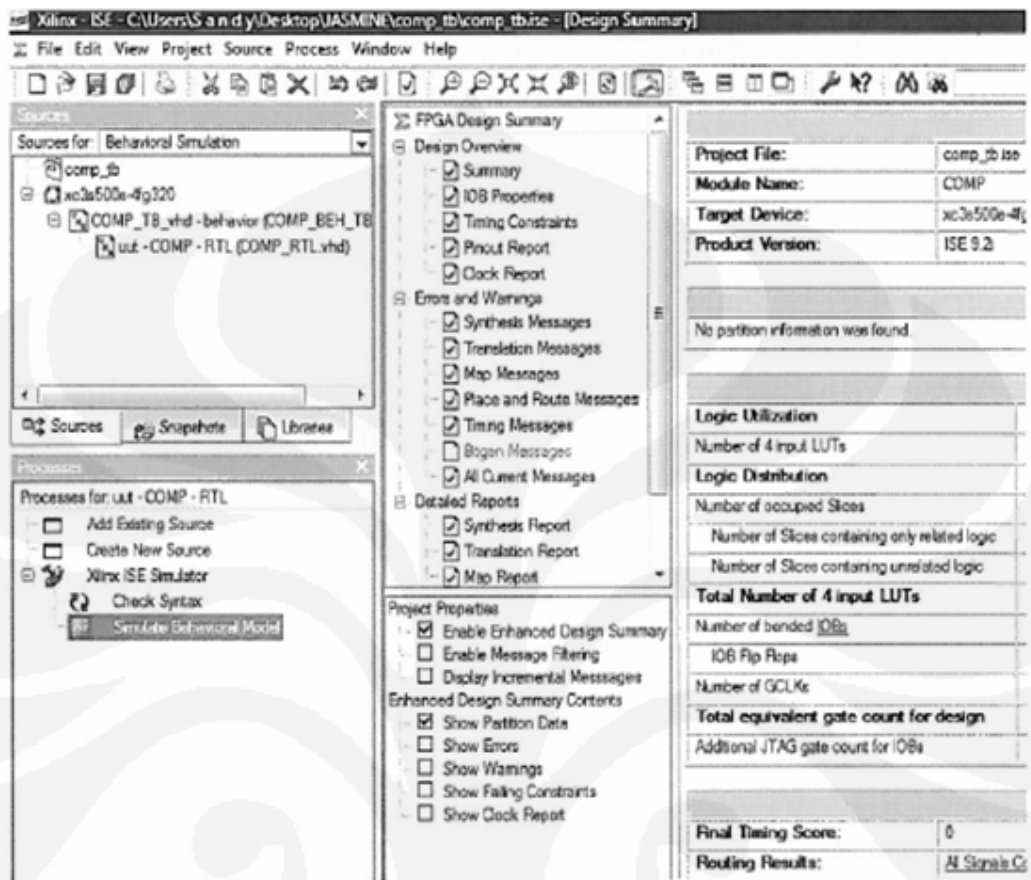 Xilinx - ISE - C:\Users\S a n d y\Desktop\JASMINE\comp_tb\comp_tb.ise - [Design Summary]
File Edit View Project Source Process Window Help
Sources
Sources for: Behavioral Simulation
comp_tb
xc3s500e-4fg320
COMP_TB_vhd - behavior (COMP_BEH_TB
uut - COMP - RTL (COMP_RTL.vhd)
Sources Snapshots Libraries
Processes
Processes for: uut - COMP - RTL
Add Existing Source
Create New Source
Xilinx ISE Simulator
Check Syntax
Simulate Behavioral Model
FPGA Design Summary
Design Overview
Summary
IOB Properties
Timing Constraints
Pinout Report
Clock Report
Errors and Warnings
Synthesis Messages
Translation Messages
Map Messages
Place and Route Messages
Timing Messages
Bitgen Messages
All Current Messages
Detailed Reports
Synthesis Report
Translation Report
Map Report
Project Properties
Enable Enhanced Design Summary
Enable Message Filtering
Display Incremental Messages
Enhanced Design Summary Contents
Show Partition Data
Show Errors
Show Warnings
Show Failing Constraints
Show Clock Report
Project File: comp_tb.ise
Module Name: COMP
Target Device: xc3s500e-4f
Product Version: ISE 9.2i
No partition information was found.
Logic Utilization
Number of 4 input LUTs
Logic Distribution
Number of occupied Slices
Number of Slices containing only related logic
Number of Slices containing unrelated logic
Total Number of 4 input LUTs
Number of bonded IOBs
IOB Flip Flops
Number of GCLKs
Total equivalent gate count for design
Additional JTAG gate count for IOBs
Final Timing Score: 0
Routing Results: All Signals Co